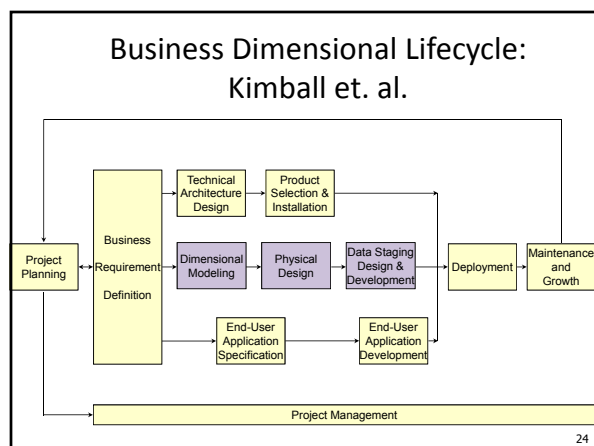 Business Dimensional Lifecycle:
Kimball et. al.
Technical
Architecture
Design
Product
Selection &
Installation
Project
Planning
Business
Requirement
Definition
Dimensional
Modeling
Physical
Design
Data Staging
Design &
Development
Deployment
Maintenance
and
Growth
End-User
Application
Specification
End-User
Application
Development
Project Management
24